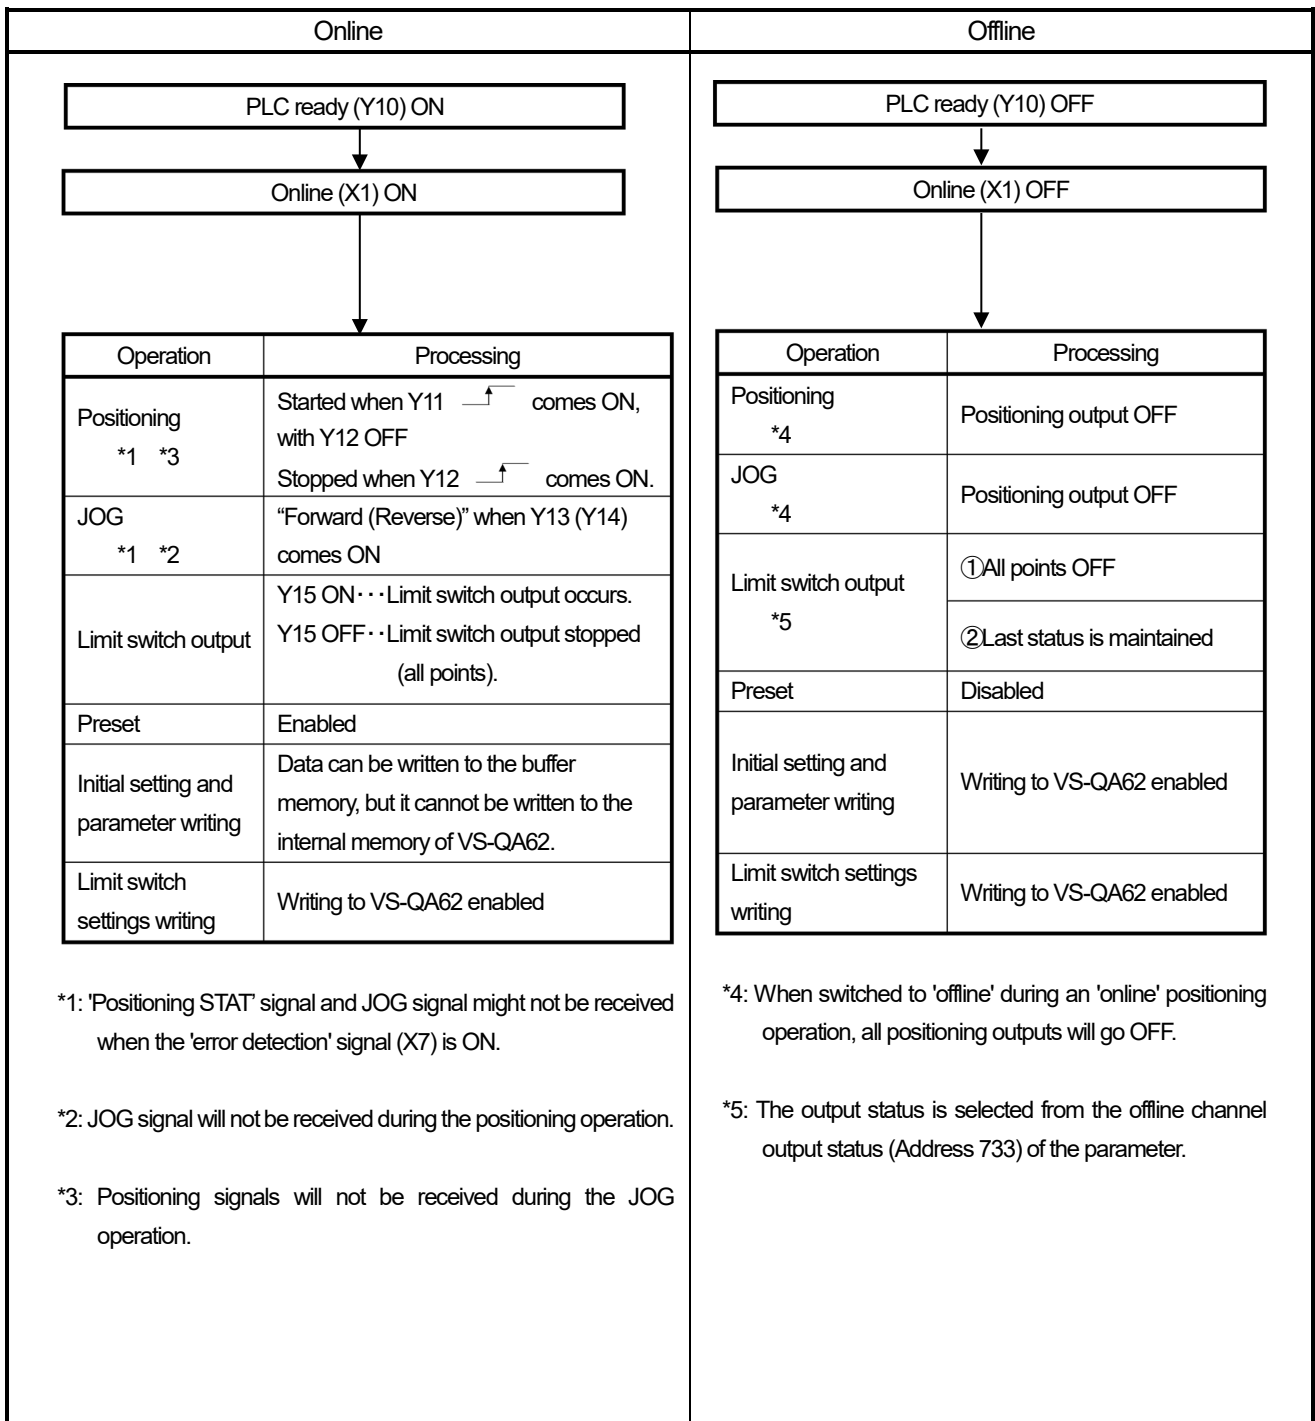 Online
Offline
PLC ready (Y10) ON
Online (X1) ON
Operation
Processing
Positioning
*1 *3
Started when Y11 comes ON,
with Y12 OFF
Stopped when Y12 comes ON.
JOG
*1 *2
“Forward (Reverse)” when Y13 (Y14)
comes ON
Limit switch output
Y15 ON･･･Limit switch output occurs.
Y15 OFF･･Limit switch output stopped
(all points).
Preset
Enabled
Initial setting and
parameter writing
Data can be written to the buffer
memory, but it cannot be written to the
internal memory of VS-QA62.
Limit switch
settings writing
Writing to VS-QA62 enabled
*1: 'Positioning STAT’ signal and JOG signal might not be received
when the 'error detection' signal (X7) is ON.
*2: JOG signal will not be received during the positioning operation.
*3: Positioning signals will not be received during the JOG
operation.
PLC ready (Y10) OFF
Online (X1) OFF
Operation
Processing
Positioning
*4
Positioning output OFF
JOG
*4
Positioning output OFF
Limit switch output
*5
①All points OFF
②Last status is maintained
Preset
Disabled
Initial setting and
parameter writing
Writing to VS-QA62 enabled
Limit switch settings
writing
Writing to VS-QA62 enabled
*4: When switched to 'offline' during an 'online' positioning
operation, all positioning outputs will go OFF.
*5: The output status is selected from the offline channel
output status (Address 733) of the parameter.